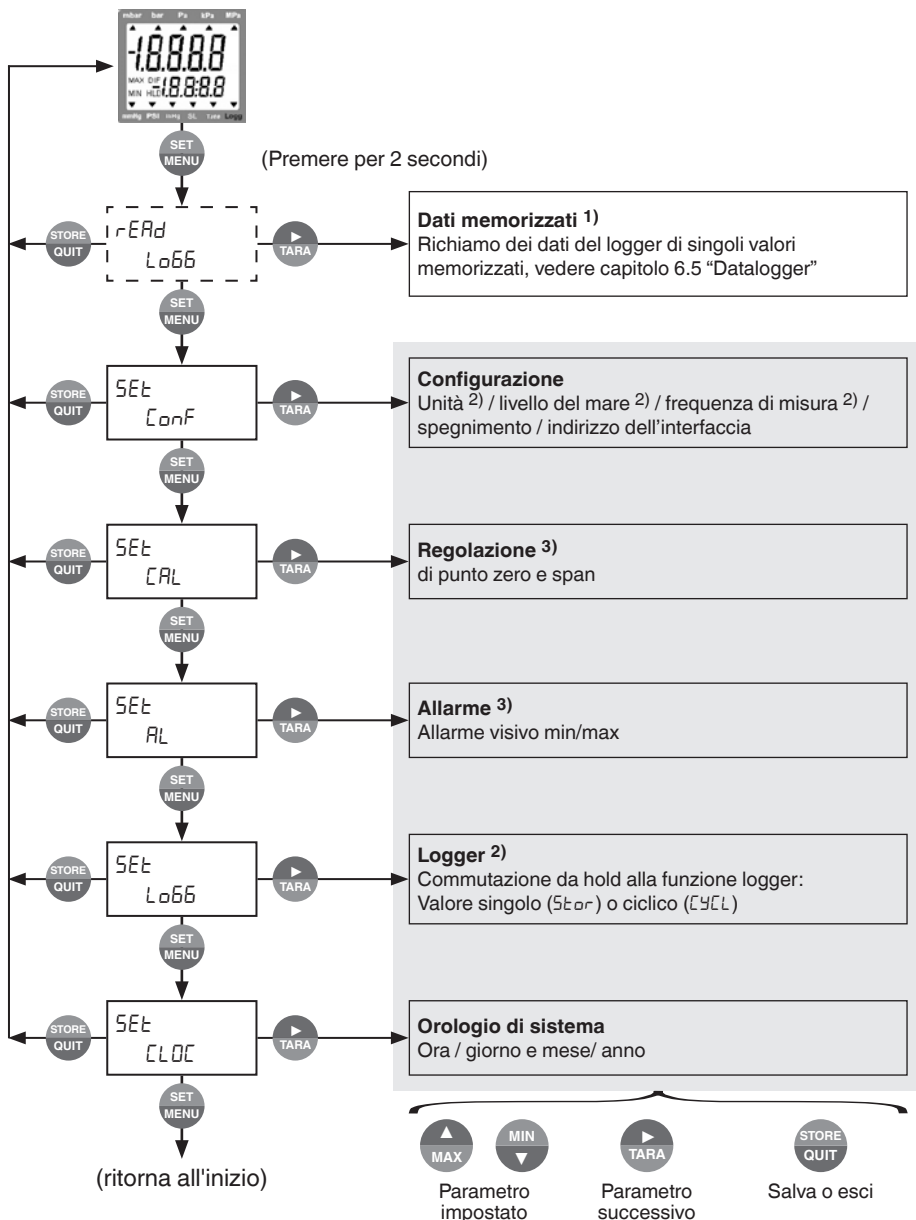 mbar bar Pa kPa MPa
-1.8.8.8.8
MAX DIF
MIN HLD -1.8.8:8.8
mmHg PSI inHg SL Tara Logg
SET
MENU
(Premere per 2 secondi)
STORE
QUIT
rEAd
LoGG
TARA
Dati memorizzati 1)
Richiamo dei dati del logger di singoli valori
memorizzati, vedere capitolo 6.5 “Datalogger”
SET
MENU
STORE
QUIT
SEt
ConF
TARA
Configurazione
Unità 2) / livello del mare 2) / frequenza di misura 2) /
spegnimento / indirizzo dell'interfaccia
SET
MENU
STORE
QUIT
SEt
CAL
TARA
Regolazione 3)
di punto zero e span
SET
MENU
STORE
QUIT
SEt
AL
TARA
Allarme 3)
Allarme visivo min/max
SET
MENU
STORE
QUIT
SEt
LoGG
TARA
Logger 2)
Commutazione da hold alla funzione logger:
Valore singolo (Stor) o ciclico (CYCL)
SET
MENU
STORE
QUIT
SEt
CLOC
TARA
Orologio di sistema
Ora / giorno e mese/ anno
SET
MENU
(ritorna all'inizio)
MAX
MIN
Parametro
impostato
TARA
Parametro
successivo
STORE
QUIT
Salva o esci